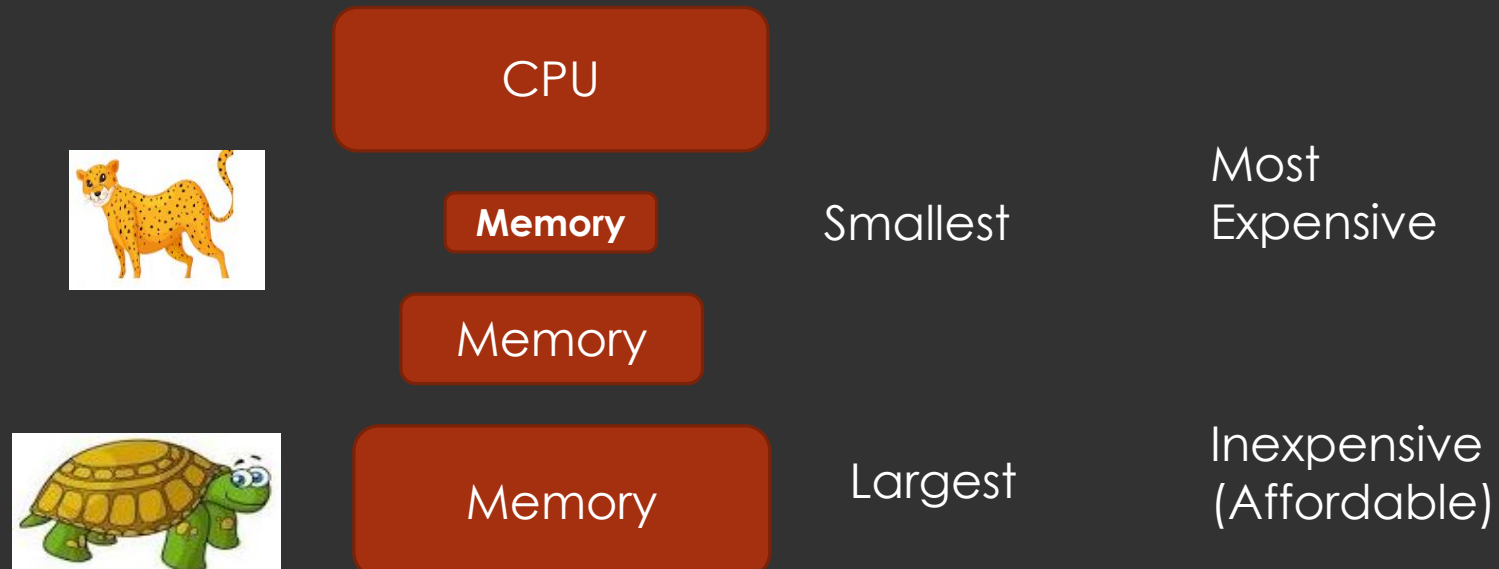 CPU
Memory
Smallest
Most
Expensive
Memory
Memory
Largest
Inexpensive
(Affordable)